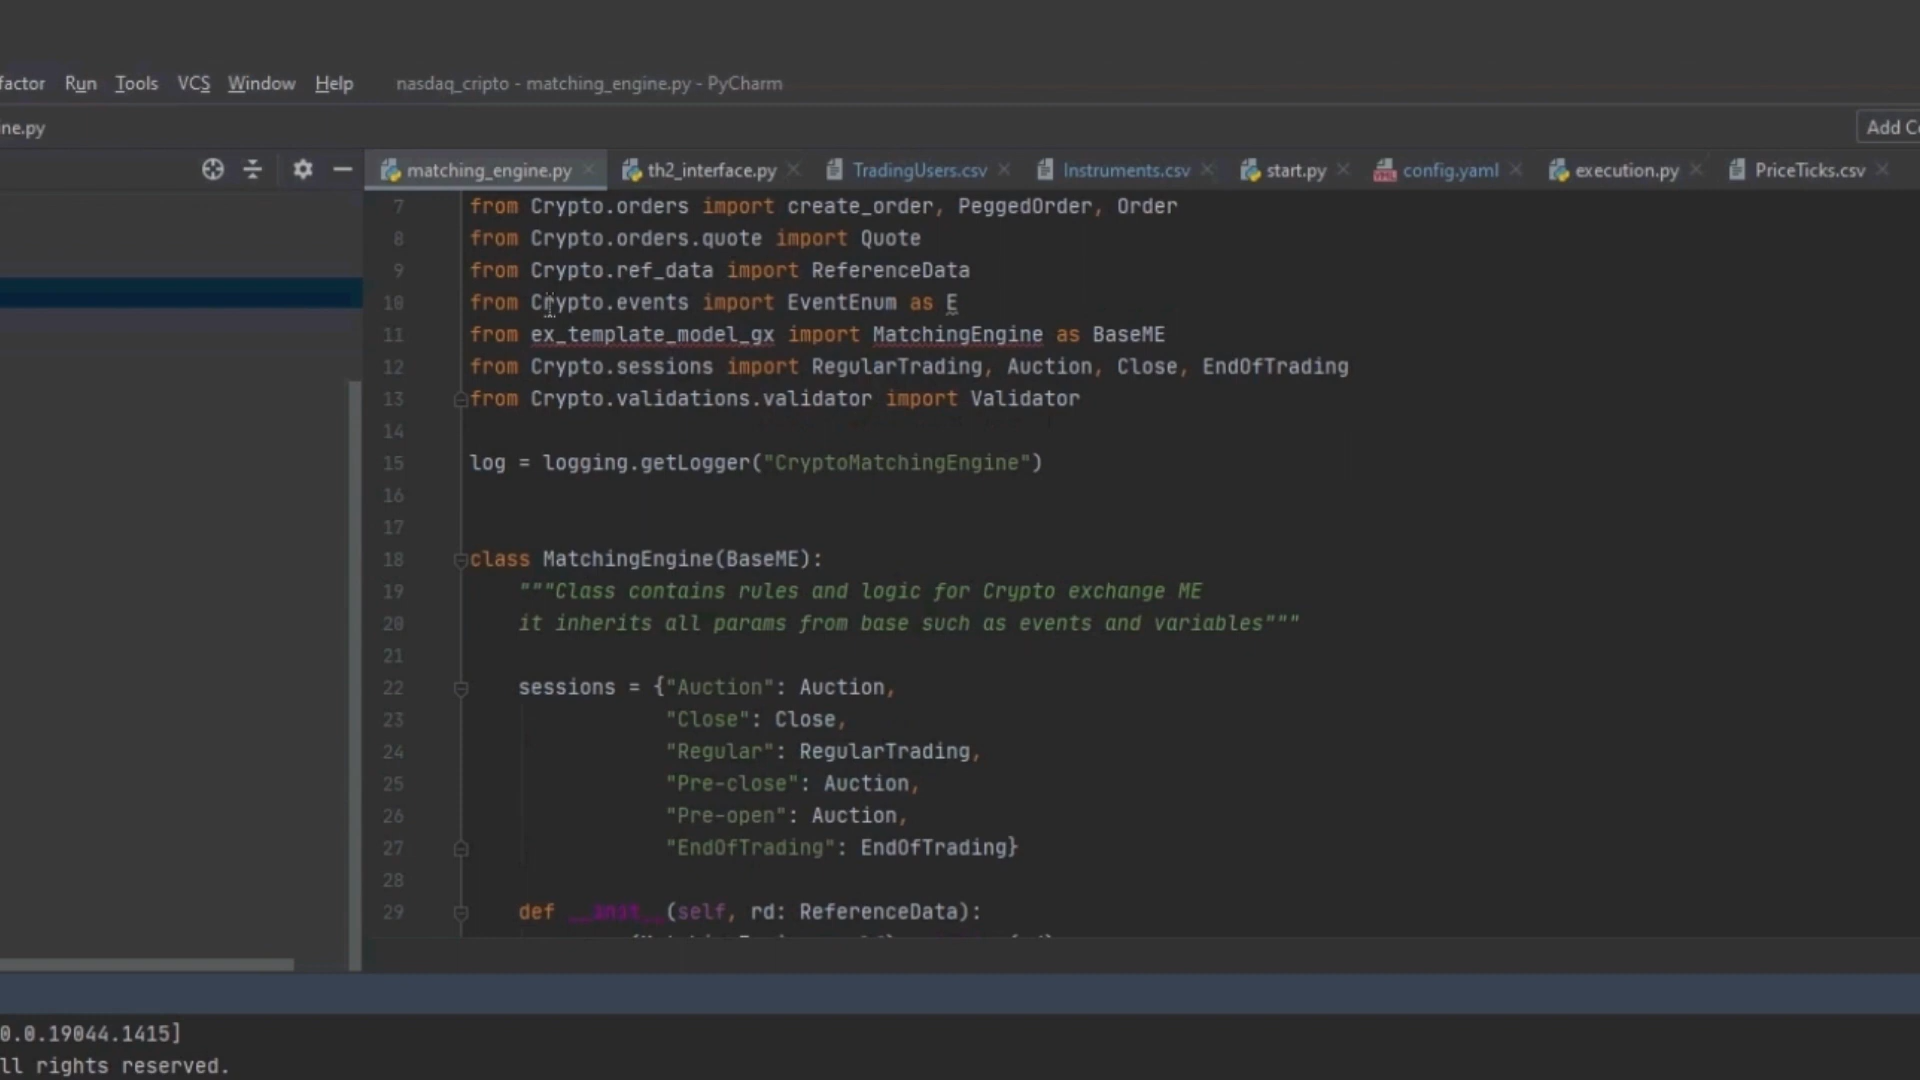 factor Run Tools VCS Window Help nasdaq_cripto - matching_engine.py - PyCharm
ne.py Add C
matching_engine.py th2_interface.py TradingUsers.csv Instruments.csv start.py config.yaml execution.py PriceTicks.csv
7 from Crypto.orders import create_order, PeggedOrder, Order
8 from Crypto.orders.quote import Quote
9 from Crypto.ref_data import ReferenceData
10 from Crypto.events import EventEnum as E
11 from ex_template_model_gx import MatchingEngine as BaseME
12 from Crypto.sessions import RegularTrading, Auction, Close, EndOfTrading
13 from Crypto.validations.validator import Validator
14
15 log = logging.getLogger("CryptoMatchingEngine")
16
17
18 class MatchingEngine(BaseME):
19 """Class contains rules and logic for Crypto exchange ME
20 it inherits all params from base such as events and variables"""
21
22 sessions = {"Auction": Auction,
23 "Close": Close,
24 "Regular": RegularTrading,
25 "Pre-close": Auction,
26 "Pre-open": Auction,
27 "EndOfTrading": EndOfTrading}
28
29 def __init__(self, rd: ReferenceData):
0.0.19044.1415]
ll rights reserved.